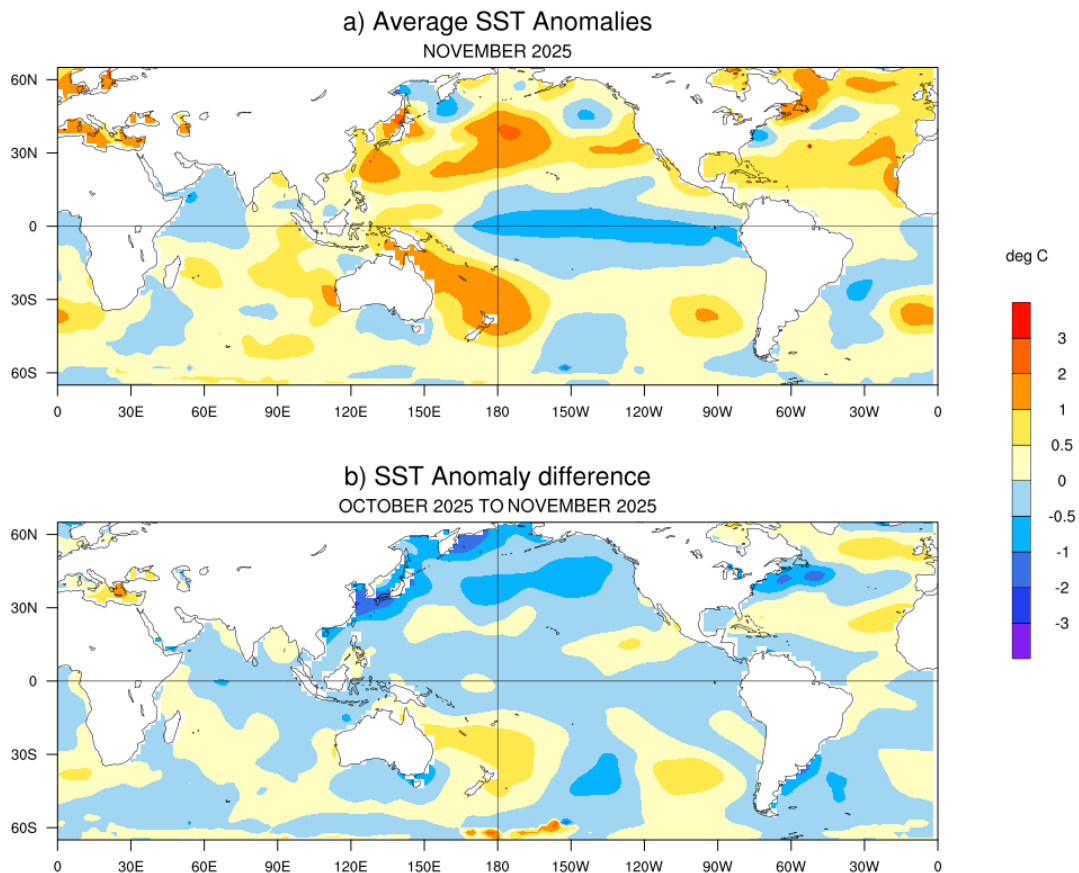 a) Average SST Anomalies
NOVEMBER 2025
60N
30N
0
30S
60S
0 30E 60E 90E 120E 150E 180 150W 120W 90W 60W 30W 0
deg C
3
2
1
0.5
0
-0.5
-1
-2
-3
b) SST Anomaly difference
OCTOBER 2025 TO NOVEMBER 2025
60N
30N
0
30S
60S
0 30E 60E 90E 120E 150E 180 150W 120W 90W 60W 30W 0